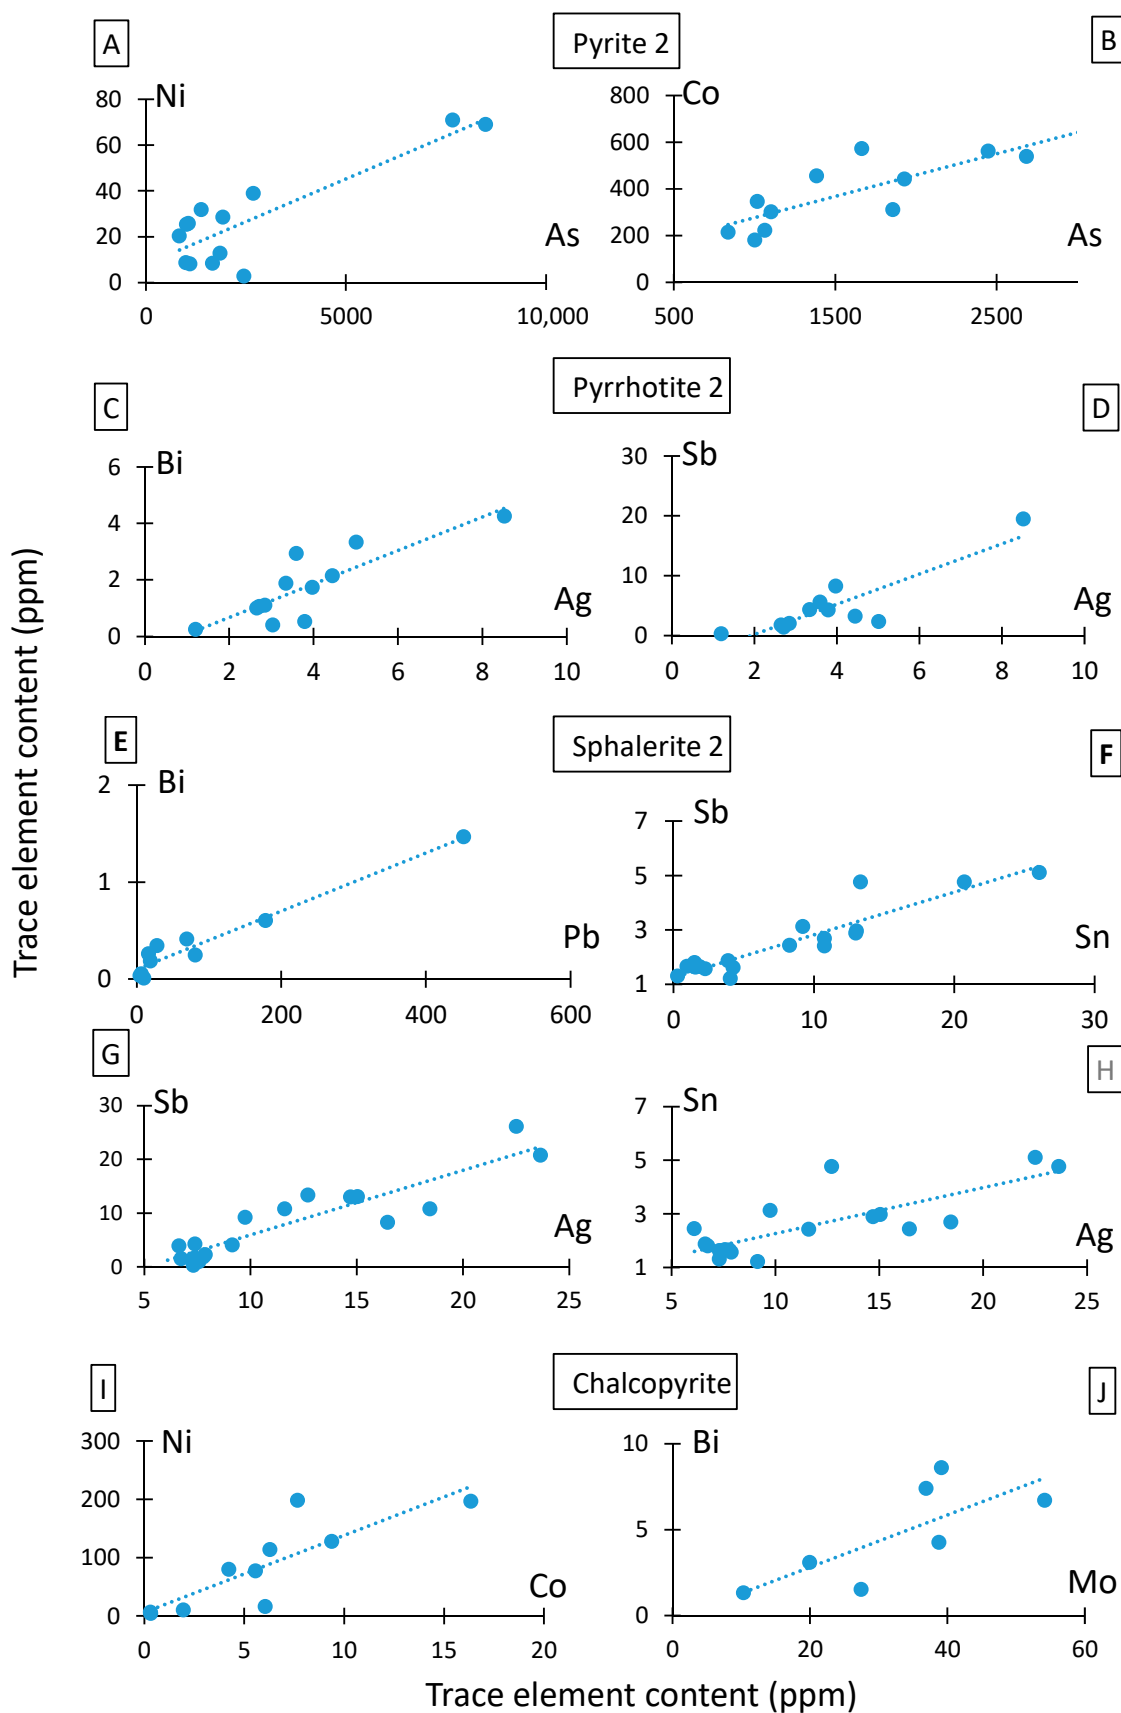 A
Pyrite 2
B
Ni
Co
80
60
40
20
0
As
0
5000
10,000
800
600
400
200
0
As
500
1500
2500
Pyrrhotite 2
C
D
Bi
Sb
6
4
2
0
Ag
0
2
4
6
8
10
30
20
10
0
Ag
0
2
4
6
8
10
Trace element content (ppm)
E
Sphalerite 2
F
Bi
Sb
2
1
0
Pb
0
200
400
600
7
5
3
1
Sn
0
10
20
30
G
H
Sb
Sn
30
20
10
0
Ag
5
10
15
20
25
7
5
3
1
Ag
5
10
15
20
25
Chalcopyrite
I
J
Ni
Bi
300
200
100
0
Co
0
5
10
15
20
10
5
0
Mo
0
20
40
60
Trace element content (ppm)